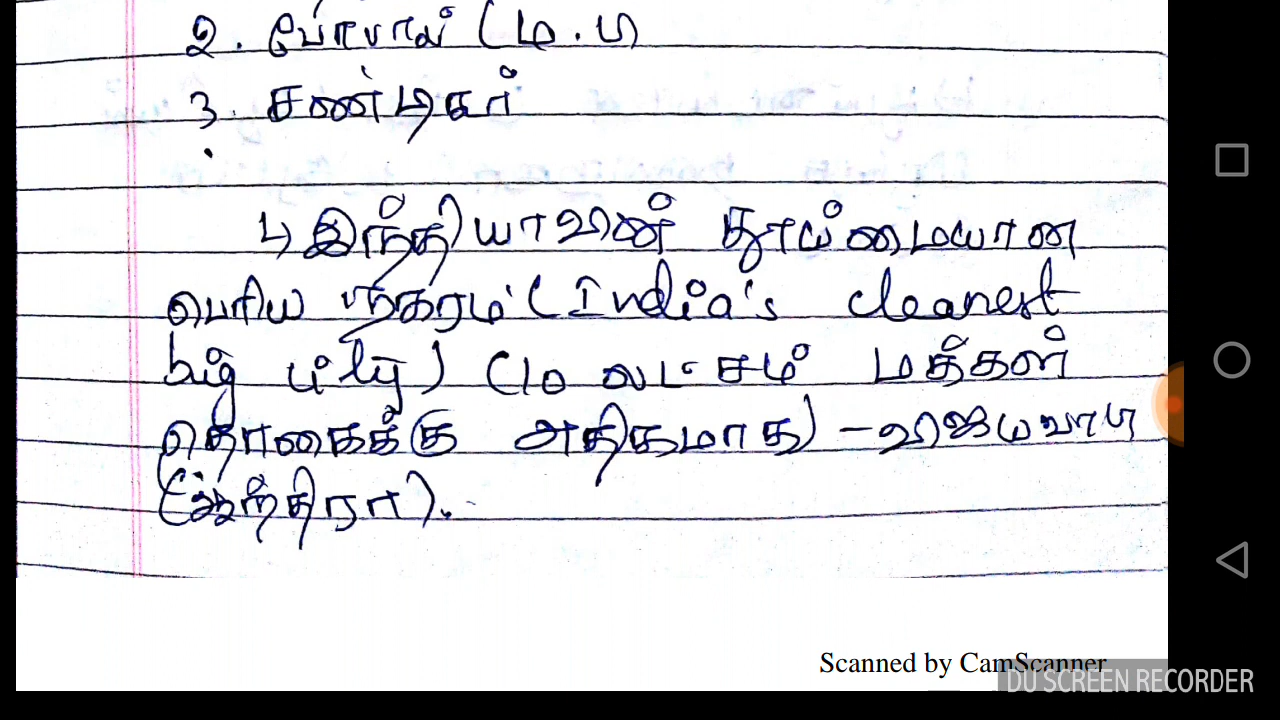 2. போபால் (ம.ப
3. சண்டிகர்
1) இந்தியாவின் தூய்மையான
பெரிய நகரம் (India's cleanest
big city) (10 லட்சம் மக்கள்
தொகைக்கு அதிகமாக) - விஜயவாடா
(ஆந்திரா).
Scanned by CamScanner
DU SCREEN RECORDER